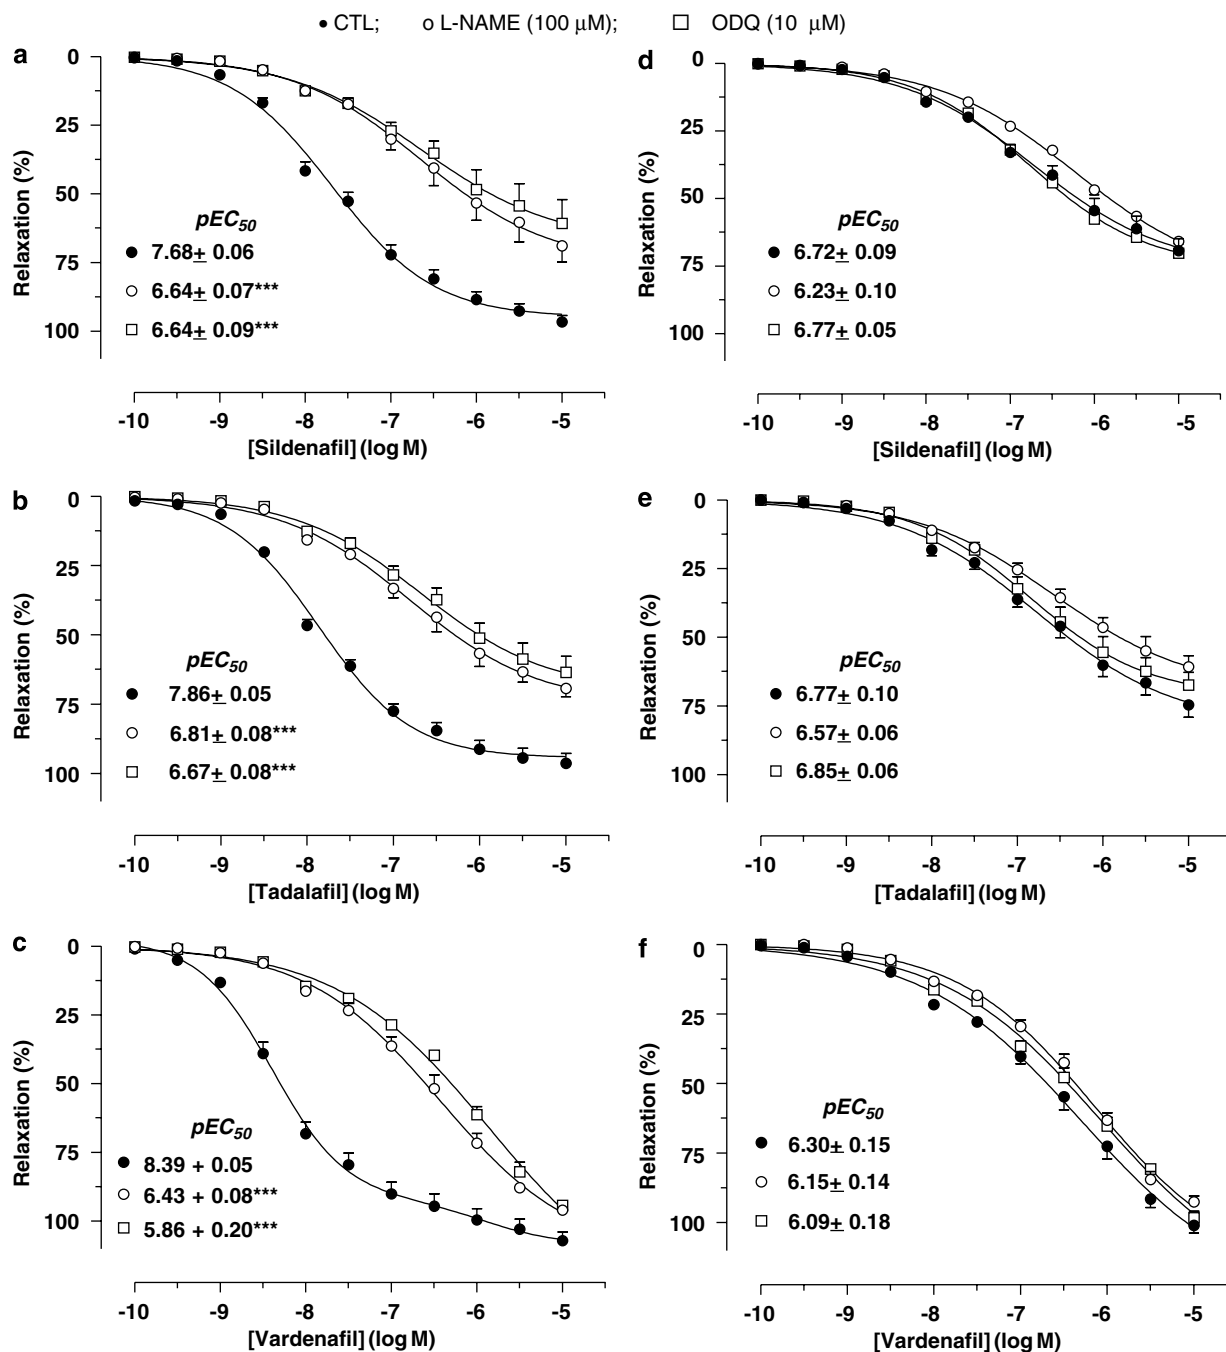 • CTL; o L-NAME (100 μM); □ ODQ (10 μM)
a
0
25
50
75
100
Relaxation (%)
pEC50
7.68± 0.06
6.64± 0.07***
6.64± 0.09***
-10 -9 -8 -7 -6 -5
[Sildenafil] (log M)
d
0
25
50
75
100
Relaxation (%)
pEC50
6.72± 0.09
6.23± 0.10
6.77± 0.05
-10 -9 -8 -7 -6 -5
[Sildenafil] (log M)
b
0
25
50
75
100
Relaxation (%)
pEC50
7.86± 0.05
6.81± 0.08***
6.67± 0.08***
-10 -9 -8 -7 -6 -5
[Tadalafil] (log M)
e
0
25
50
75
100
Relaxation (%)
pEC50
6.77± 0.10
6.57± 0.06
6.85± 0.06
-10 -9 -8 -7 -6 -5
[Tadalafil] (log M)
c
0
25
50
75
100
Relaxation (%)
pEC50
8.39 + 0.05
6.43 + 0.08***
5.86 + 0.20***
-10 -9 -8 -7 -6 -5
[Vardenafil] (log M)
f
0
25
50
75
100
Relaxation (%)
pEC50
6.30± 0.15
6.15± 0.14
6.09± 0.18
-10 -9 -8 -7 -6 -5
[Vardenafil] (log M)